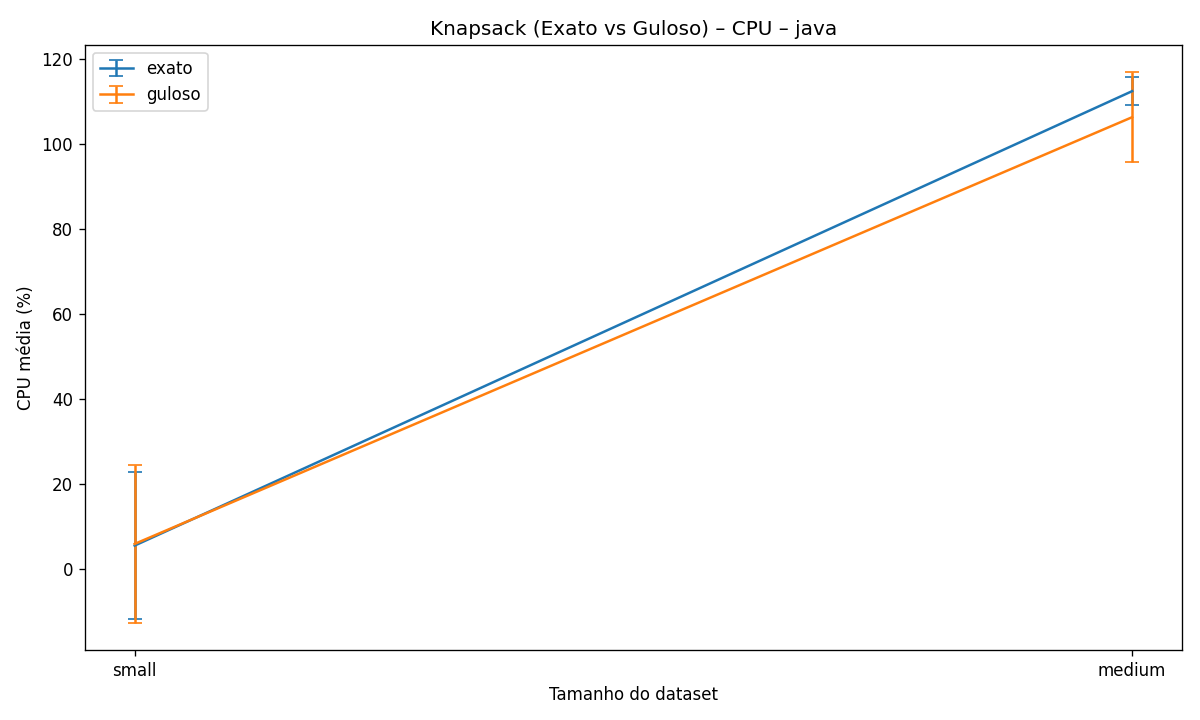 Knapsack (Exato vs Guloso) – CPU – java
exato
guloso
CPU média (%)
120
100
80
60
40
20
0
small
medium
Tamanho do dataset